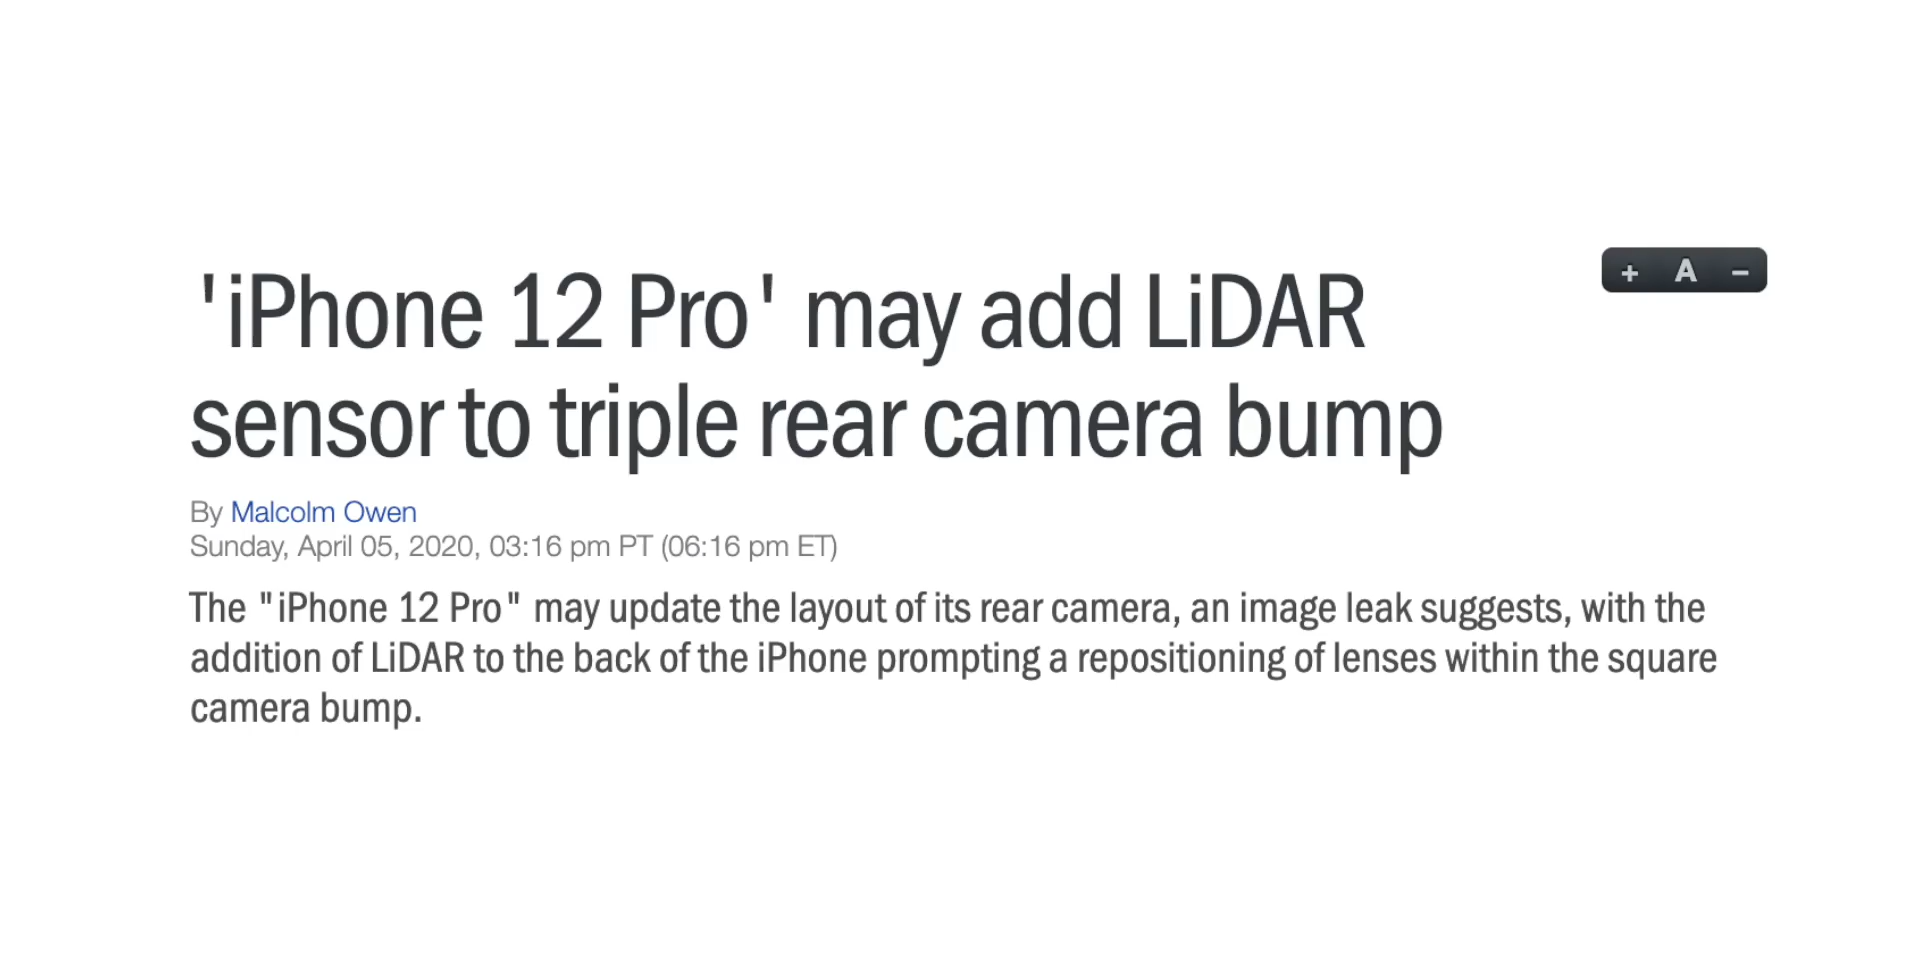 'iPhone 12 Pro' may add LiDAR
sensor to triple rear camera bump
+ A −
By Malcolm Owen
Sunday, April 05, 2020, 03:16 pm PT (06:16 pm ET)
The "iPhone 12 Pro" may update the layout of its rear camera, an image leak suggests, with the
addition of LiDAR to the back of the iPhone prompting a repositioning of lenses within the square
camera bump.